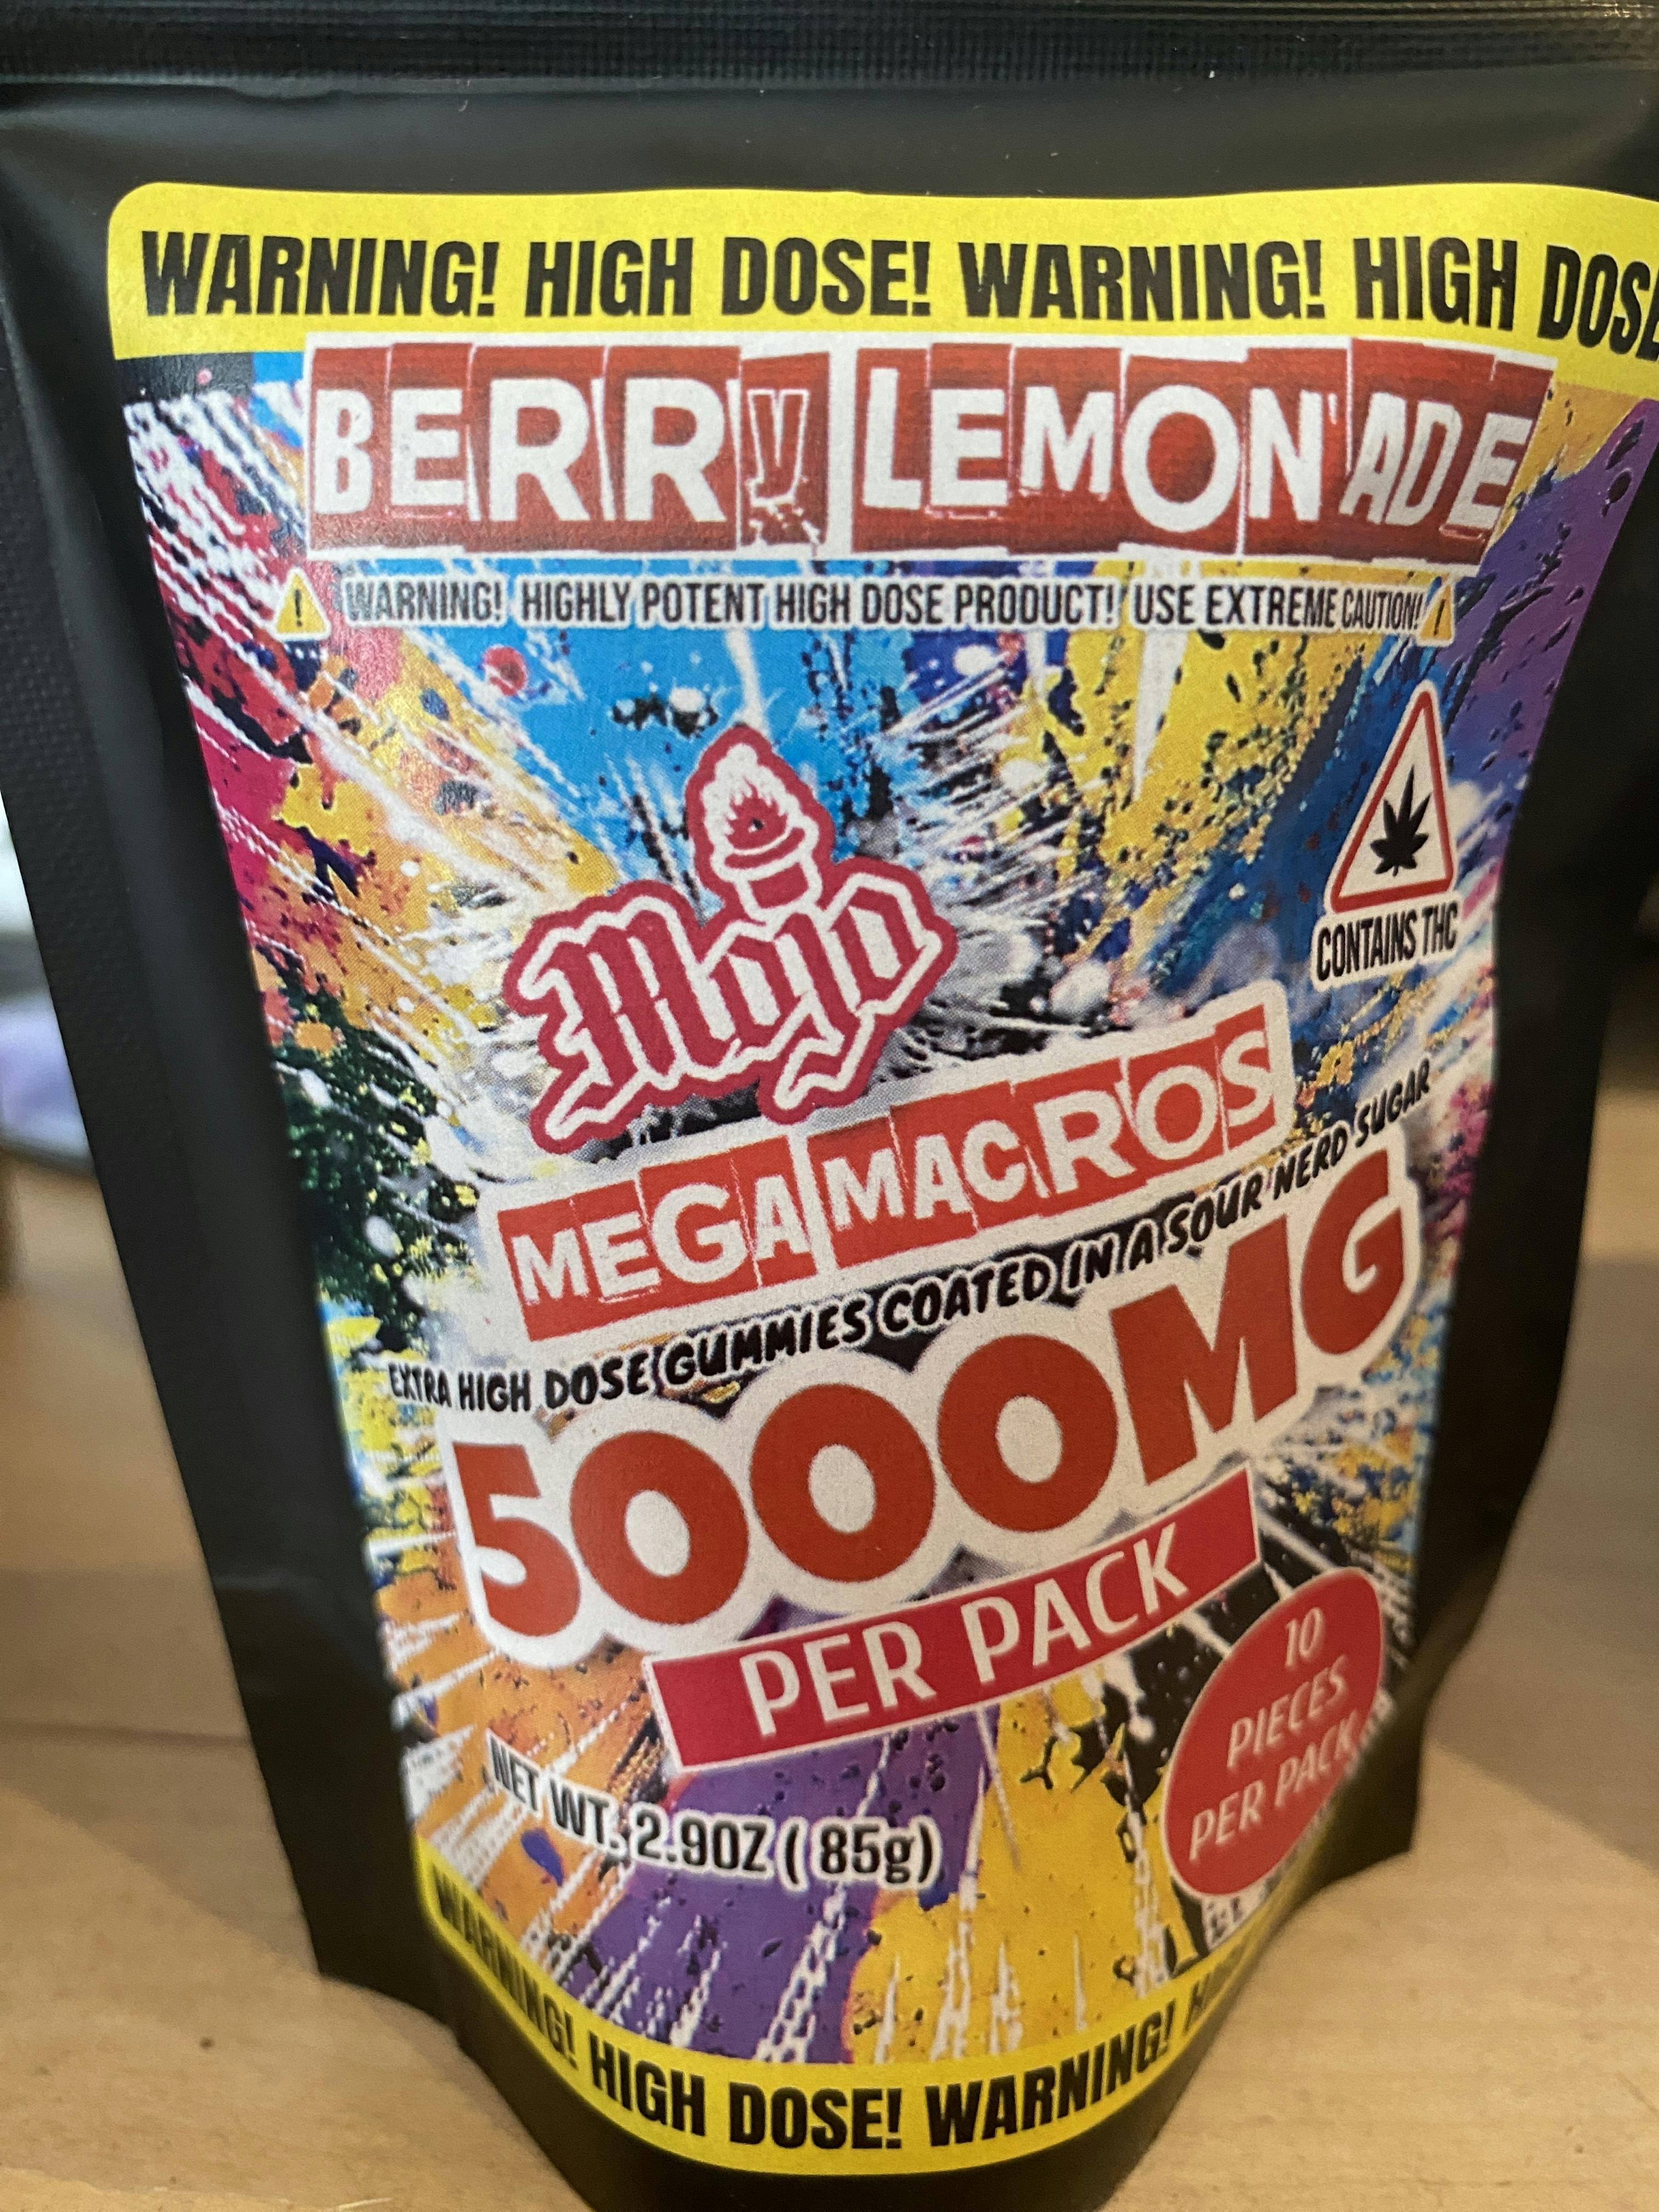 WARNING! HIGH DOSE! WARNING! HIGH DOSE
BERRY LEMONADE
WARNING! HIGHLY POTENT HIGH DOSE PRODUCT! USE EXTREME CAUTION!
CONTAINS THC
Mojo
MEGA MACROS
EXTRA HIGH DOSE GUMMIES COATED IN A SOUR NERD SUGAR
5000MG
PER PACK
10
PIECES
PER PACK
NET WT. 2.9OZ ( 85g)
WARNING! HIGH DOSE! WARNING!